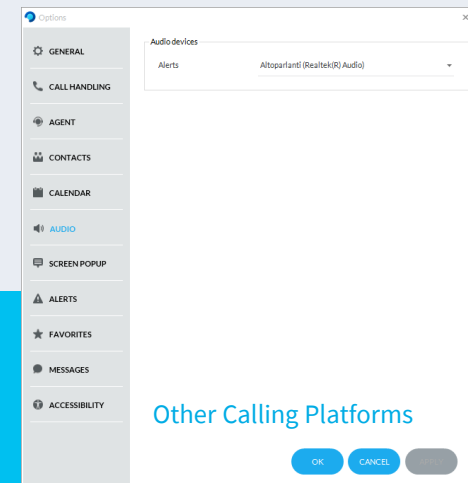 Options
×
GENERAL
CALL HANDLING
AGENT
CONTACTS
CALENDAR
AUDIO
SCREEN POPUP
ALERTS
FAVORITES
MESSAGES
ACCESSIBILITY
Audio devices
Alerts Altoparlanti (Realtek(R) Audio)
Other Calling Platforms
OK CANCEL APPLY